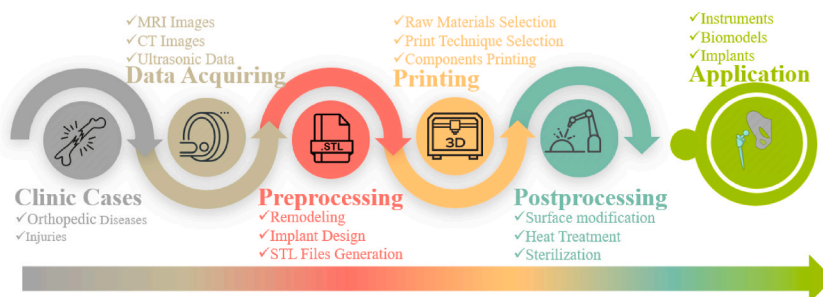 ✓MRI Images
✓CT Images
✓Ultrasonic Data
Data Acquiring
✓Raw Materials Selection
✓Print Technique Selection
✓Components Printing
Printing
✓Instruments
✓Biomodels
✓Implants
Application
.STL
3D
Clinic Cases
✓Orthopedic Diseases
✓Injuries
Preprocessing
✓Remodeling
✓Implant Design
✓STL Files Generation
Postprocessing
✓Surface modification
✓Heat Treatment
✓Sterilization